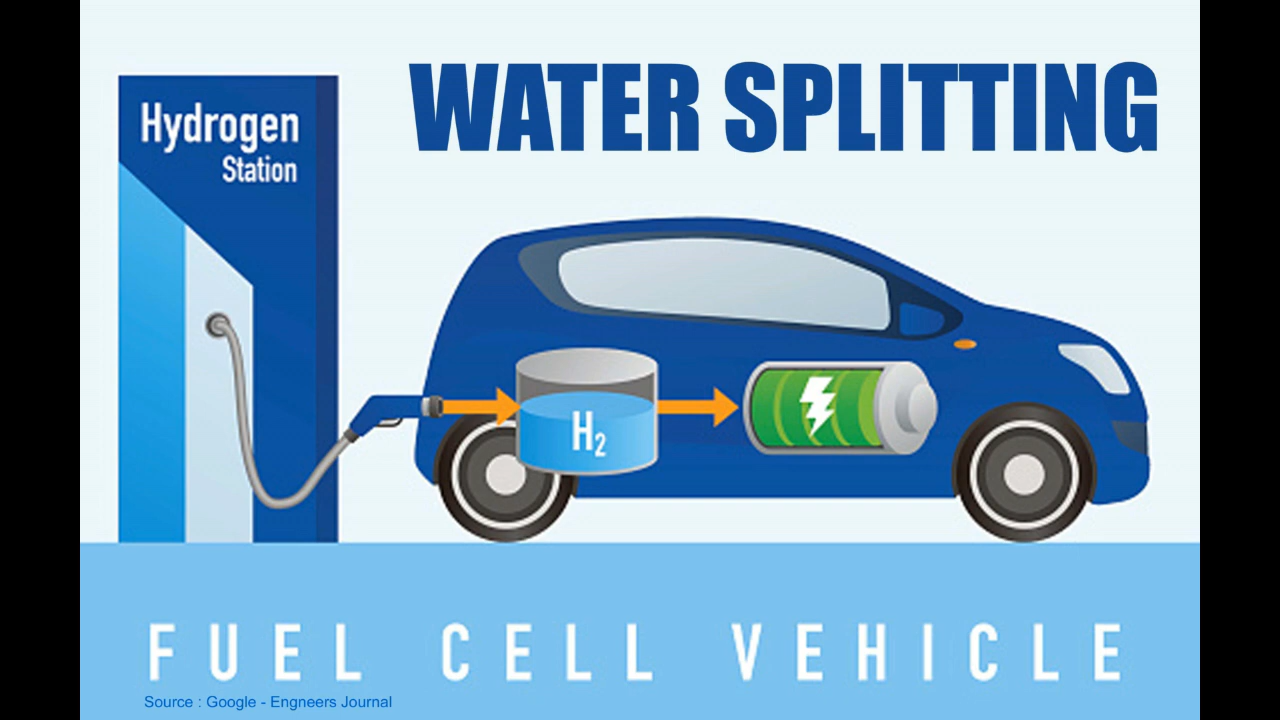 WATER SPLITTING
Hydrogen
Station
H₂
FUEL CELL VEHICLE
Source : Google - Engneers Journal